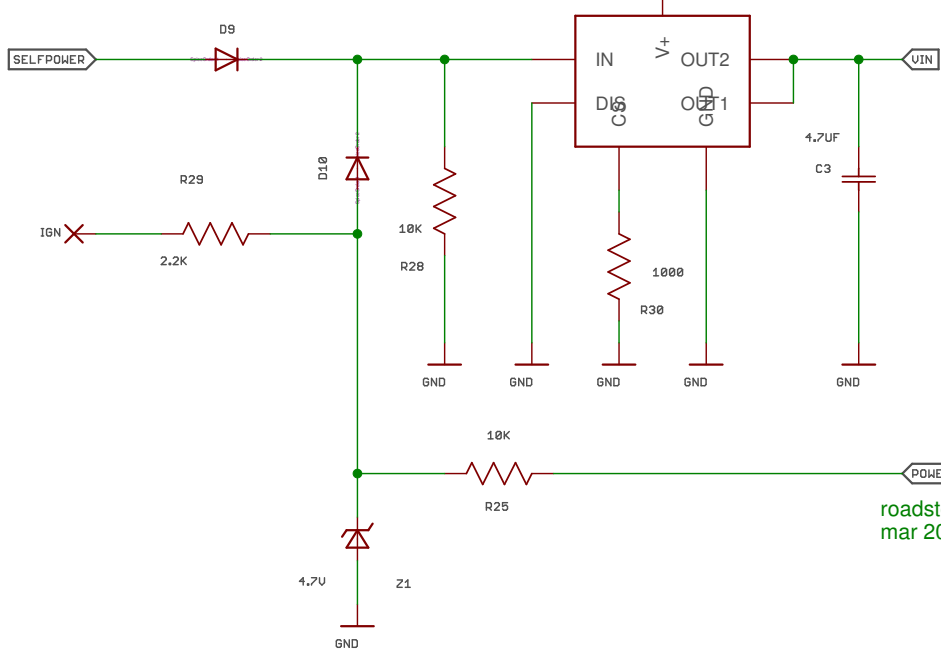 D9
SELFPOWER
IN
V+
OUT2
VIN
DIS
CS
GND
OUT1
4.7UF
C3
D10
R29
IGN
2.2K
10K
R28
1000
R30
GND
GND
GND
GND
GND
10K
R25
POWE
roadst
mar 20
4.7V
Z1
GND